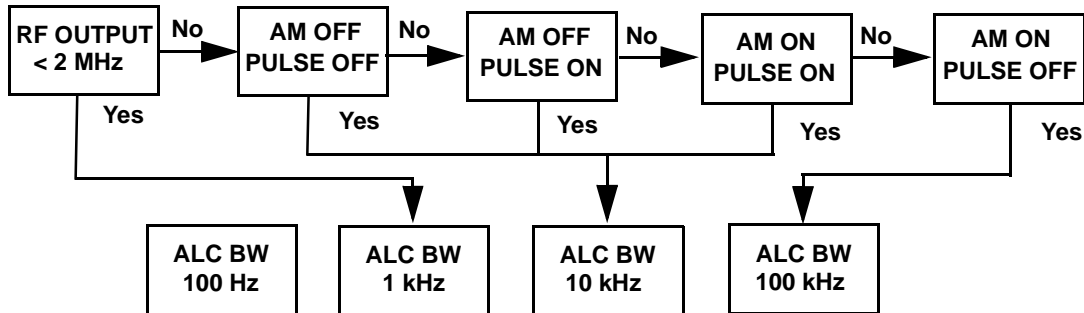 RF OUTPUT
< 2 MHz
No
AM OFF
PULSE OFF
No
AM OFF
PULSE ON
No
AM ON
PULSE ON
No
AM ON
PULSE OFF
Yes
Yes
Yes
Yes
Yes
ALC BW
100 Hz
ALC BW
1 kHz
ALC BW
10 kHz
ALC BW
100 kHz